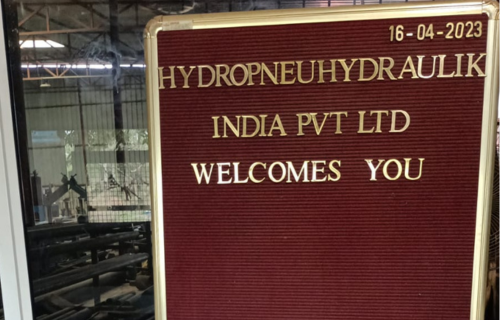 16-04-2023
HYDROPNEUHYDRAULIK
INDIA PVT LTD
WELCOMES YOU